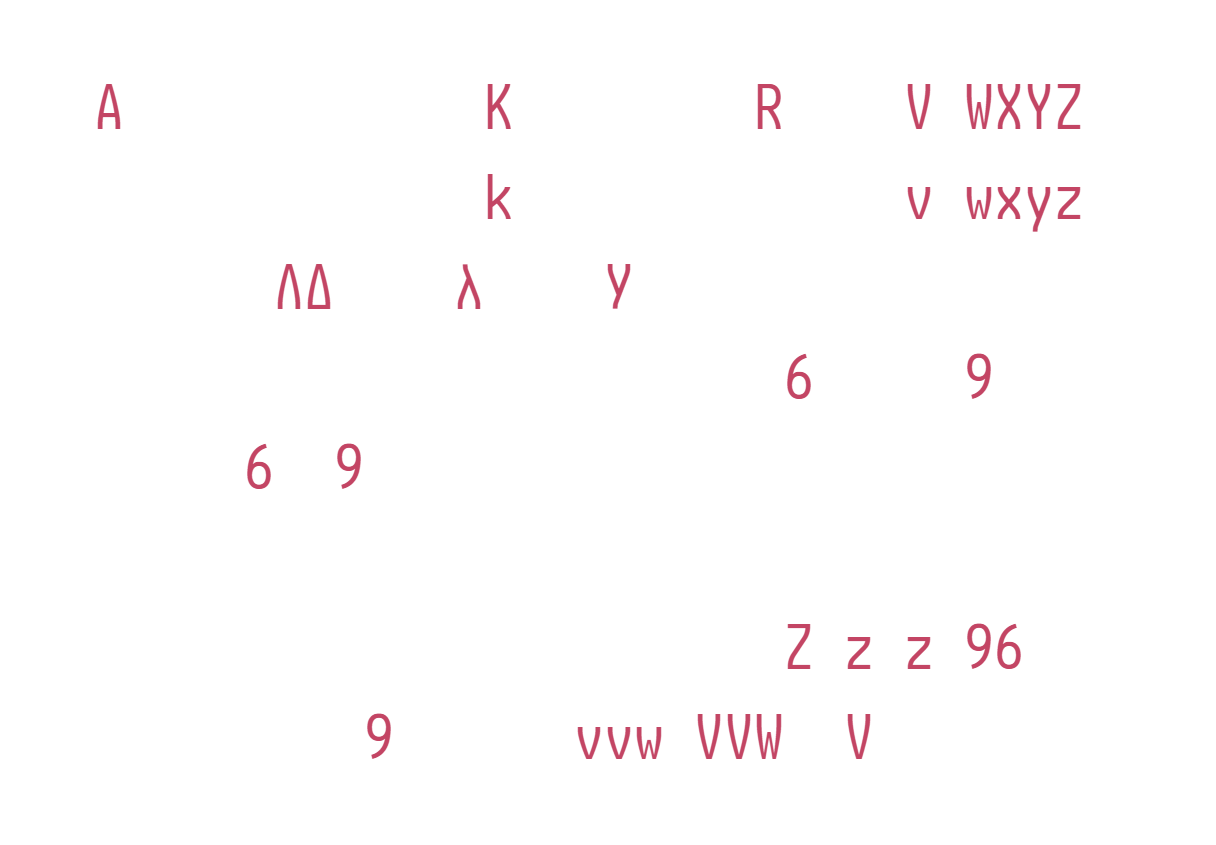 A K R V WXYZ
k v wxyz
ΛΔ λ Y
6 9
6 9
Z z z 96
9 vvw VVW V